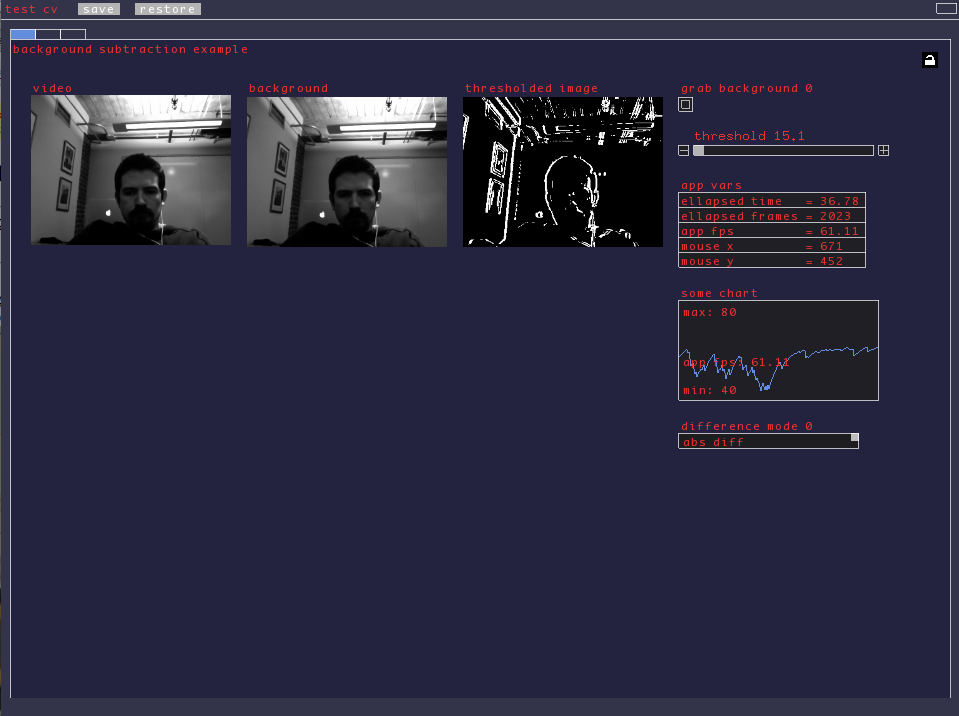 test cv save restore
background subtraction example
video
background
thresholded image
grab background 0
threshold 15.1
app vars
ellapsed time = 36.78
ellapsed frames = 2023
app fps = 61.11
mouse x = 671
mouse y = 452
some chart
max: 80
app fps: 61.11
min: 40
difference mode 0
abs diff